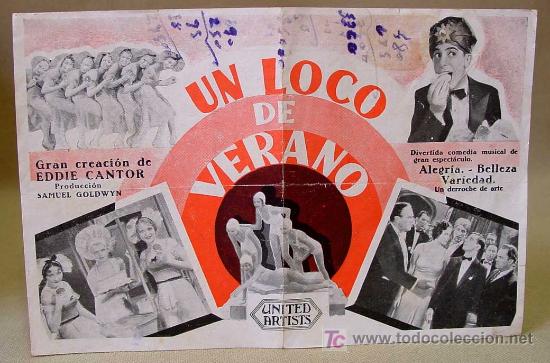 UN LOCO
DE
VERANO
Gran creación de
EDDIE CANTOR
Producción
SAMUEL GOLDWYN
Divertida comedia musical de
gran espectáculo.
Alegría. - Belleza
Variedad.
Un derroche de arte
UNITED
ARTISTS
TC todocoleccion.net